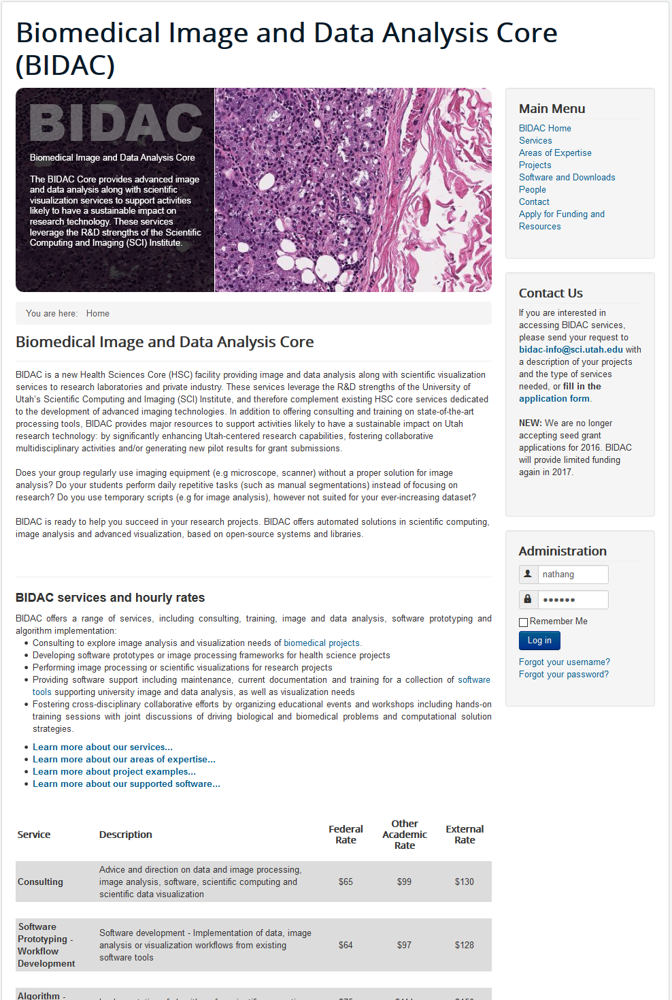 Biomedical Image and Data Analysis Core
(BIDAC)
BIDAC
Biomedical Image and Data Analysis Core
The BIDAC Core provides advanced image
and data analysis along with scientific
visualization services to support activities
likely to have a sustainable impact on
research technology. These services
leverage the R&D strengths of the Scientific
Computing and Imaging (SCI) Institute.
You are here: Home
Biomedical Image and Data Analysis Core
BIDAC is a new Health Sciences Core (HSC) facility providing image and data analysis along with scientific visualization
services to research laboratories and private industry. These services leverage the R&D strengths of the University of
Utah's Scientific Computing and Imaging (SCI) Institute, and therefore complement existing HSC core services dedicated
to the development of advanced imaging technologies. In addition to offering consulting and training on state-of-the-art
processing tools, BIDAC provides major resources to support activities likely to have a sustainable impact on Utah
research technology: by significantly enhancing Utah-centered research capabilities, fostering collaborative
multidisciplinary activities and/or generating new pilot results for grant submissions.
Does your group regularly use imaging equipment (e.g microscope, scanner) without a proper solution for image
analysis? Do your students perform daily repetitive tasks (such as manual segmentations) instead of focusing on
research? Do you use temporary scripts (e.g for image analysis), however not suited for your ever-increasing dataset?
BIDAC is ready to help you succeed in your research projects. BIDAC offers automated solutions in scientific computing,
image analysis and advanced visualization, based on open-source systems and libraries.
BIDAC services and hourly rates
BIDAC offers a range of services, including consulting, training, image and data analysis, software prototyping and
algorithm implementation:
• Consulting to explore image analysis and visualization needs of biomedical projects.
• Developing software prototypes or image processing frameworks for health science projects
• Performing image processing or scientific visualizations for research projects
• Providing software support including maintenance, current documentation and training for a collection of software
tools supporting university image and data analysis, as well as visualization needs
• Fostering cross-disciplinary collaborative efforts by organizing educational events and workshops including hands-on
training sessions with joint discussions of driving biological and biomedical problems and computational solution
strategies.
• Learn more about our services...
• Learn more about our areas of expertise...
• Learn more about project examples...
• Learn more about our supported software...
Service Description Federal Rate Other Academic Rate External Rate
Consulting
Advice and direction on data and image processing,
image analysis, software, scientific computing and
scientific data visualization
$65 $99 $130
Software
Prototyping -
Workflow
Development
Software development - Implementation of data, image
analysis or visualization workflows from existing
software tools
$64 $97 $128
Algorithm -
Main Menu
BIDAC Home
Services
Areas of Expertise
Projects
Software and Downloads
People
Contact
Apply for Funding and
Resources
Contact Us
If you are interested in
accessing BIDAC services,
please send your request to
bidac-info@sci.utah.edu with
a description of your projects
and the type of services
needed, or fill in the
application form.
NEW: We are no longer
accepting seed grant
applications for 2016. BIDAC
will provide limited funding
again in 2017.
Administration
nathang
••••••
Remember Me
Log in
Forgot your username?
Forgot your password?